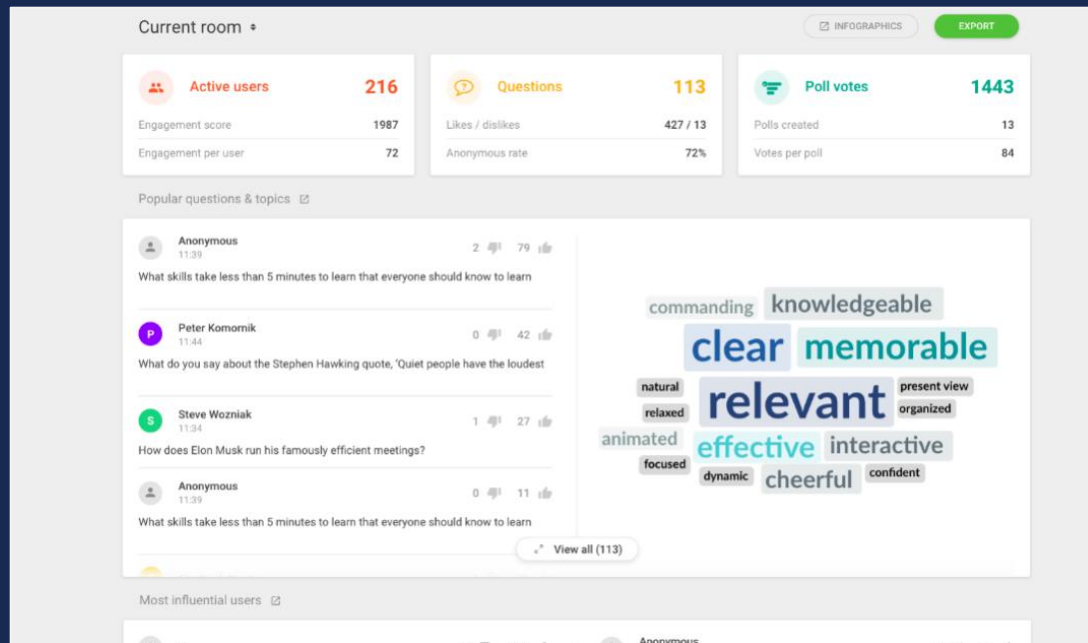 Current room
INFOGRAPHICS
EXPORT
Active users 216
Engagement score 1987
Engagement per user 72
Questions 113
Likes / dislikes 427 / 13
Anonymous rate 72%
Poll votes 1443
Polls created 13
Votes per poll 84
Popular questions & topics
Anonymous
11:39
2 79
What skills take less than 5 minutes to learn that everyone should know to learn
P
Peter Komornik
11:44
0 42
What do you say about the Stephen Hawking quote, 'Quiet people have the loudest
S
Steve Wozniak
11:34
1 27
How does Elon Musk run his famously efficient meetings?
Anonymous
11:39
0 11
What skills take less than 5 minutes to learn that everyone should know to learn
commanding knowledgeable
clear memorable
natural
relaxed
relevant
present view
organized
animated
effective interactive
focused
dynamic cheerful confident
View all (113)
Most influential users
Anonymous